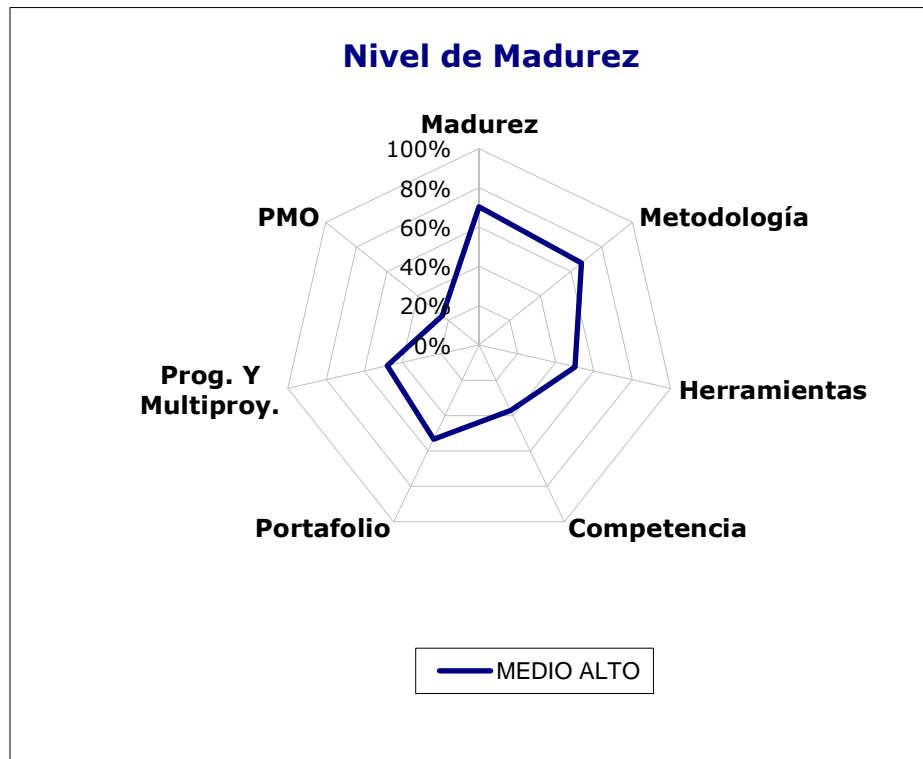 Nivel de Madurez
Madurez
100%
80%
60%
40%
20%
0%
Metodología
Herramientas
Competencia
Portafolio
Prog. Y
Multiproy.
PMO
MEDIO ALTO